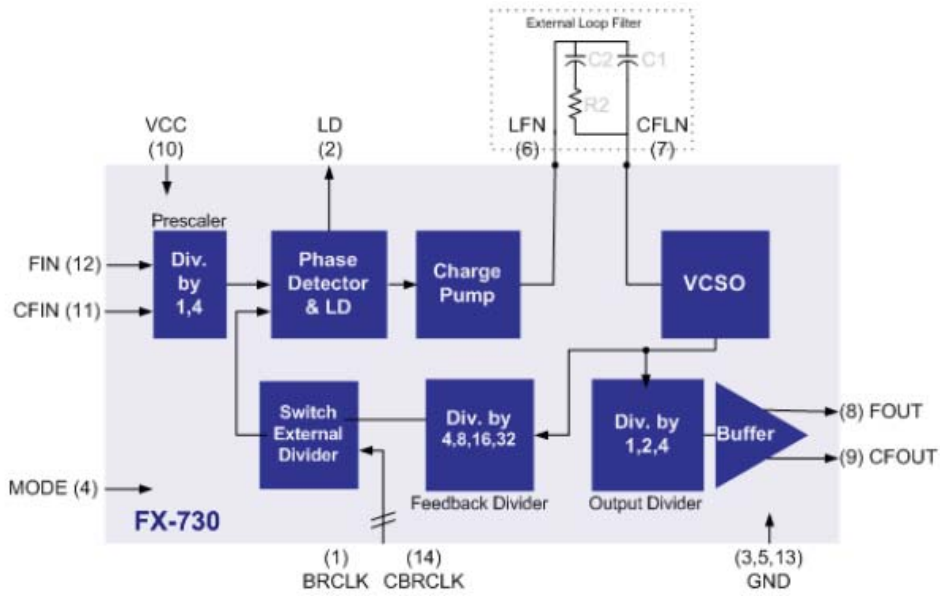 External Loop Filter
C2
C1
R2
VCC
(10)
LD
(2)
LFN
(6)
CFLN
(7)
Prescaler
FIN (12)
CFIN (11)
Div.
by
1,4
Phase
Detector
& LD
Charge
Pump
VCSO
Switch
External
Divider
Div. by
4,8,16,32
Div. by
1,2,4
Buffer
(8) FOUT
(9) CFOUT
MODE (4)
Feedback Divider
Output Divider
FX-730
(1)
BRCLK
(14)
CBRCLK
(3,5,13)
GND